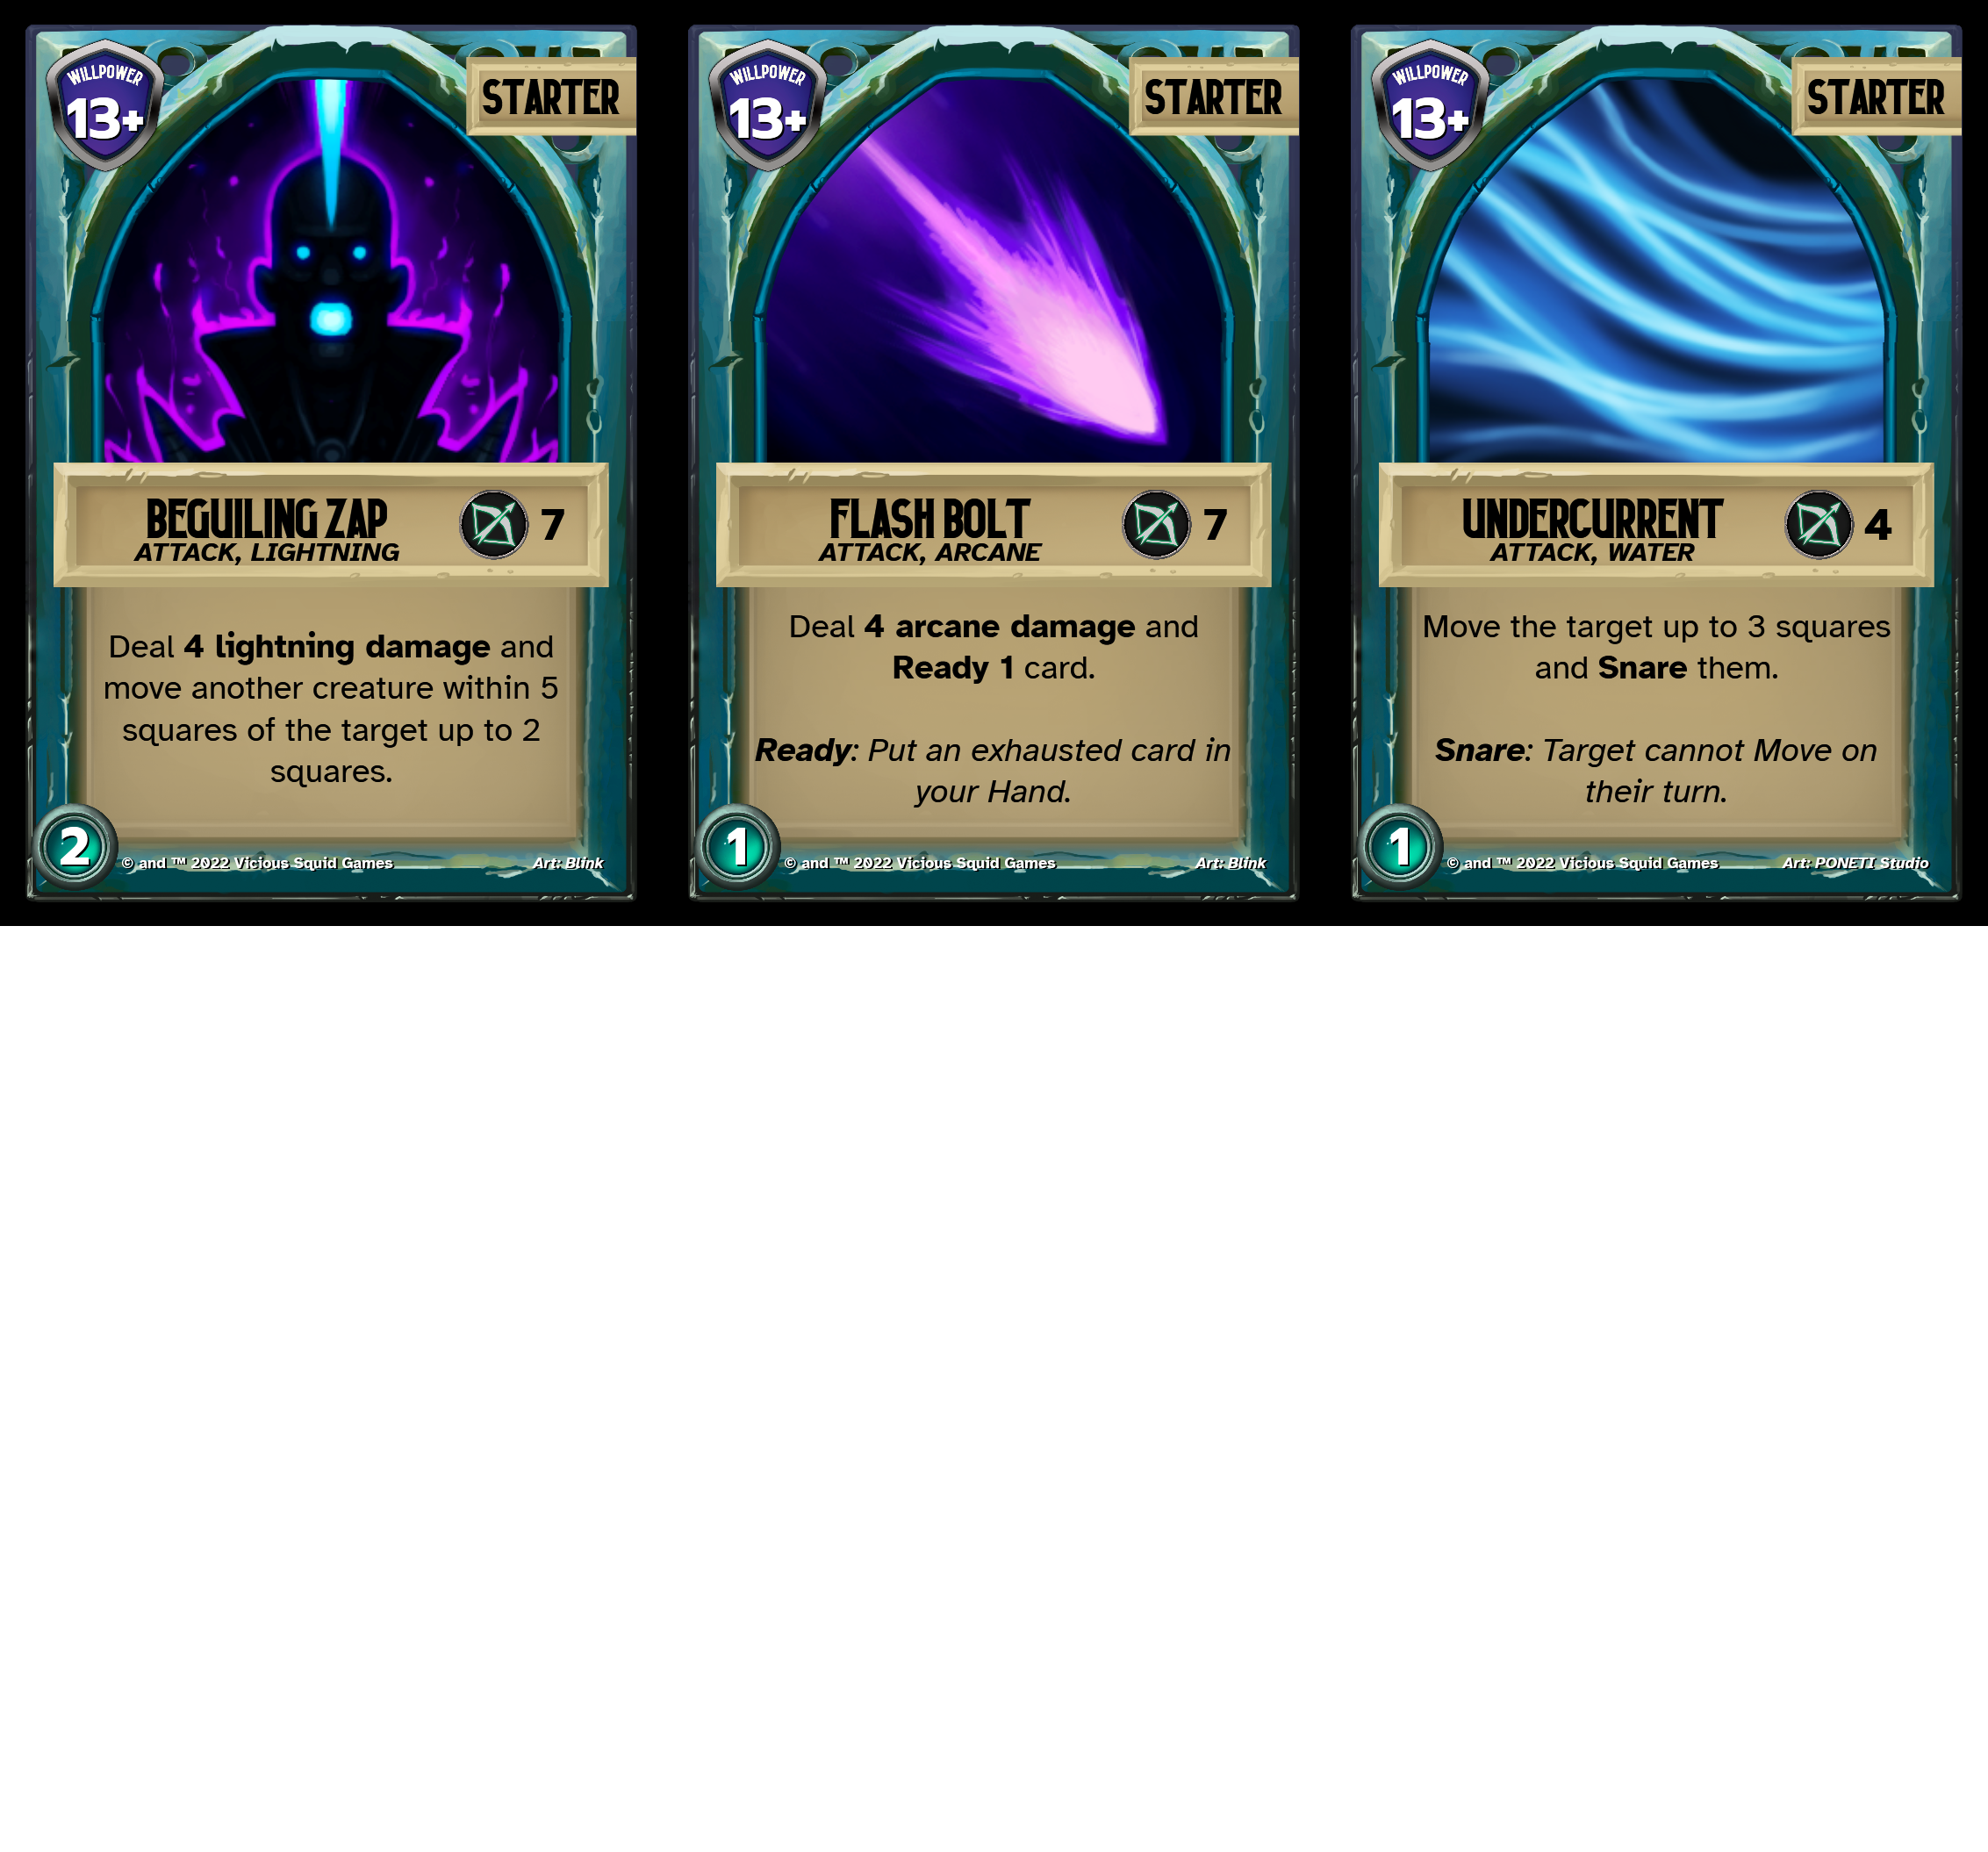 WILLPOWER
13+
STARTER
BEGUILING ZAP
ATTACK, LIGHTNING
7
Deal 4 lightning damage and
move another creature within 5
squares of the target up to 2
squares.
2
© and ™ 2022 Vicious Squid Games
Art: Blink
WILLPOWER
13+
STARTER
FLASH BOLT
ATTACK, ARCANE
7
Deal 4 arcane damage and
Ready 1 card.
Ready: Put an exhausted card in
your Hand.
1
© and ™ 2022 Vicious Squid Games
Art: Blink
WILLPOWER
13+
STARTER
UNDERCURRENT
ATTACK, WATER
4
Move the target up to 3 squares
and Snare them.
Snare: Target cannot Move on
their turn.
1
© and ™ 2022 Vicious Squid Games
Art: PONETI Studio